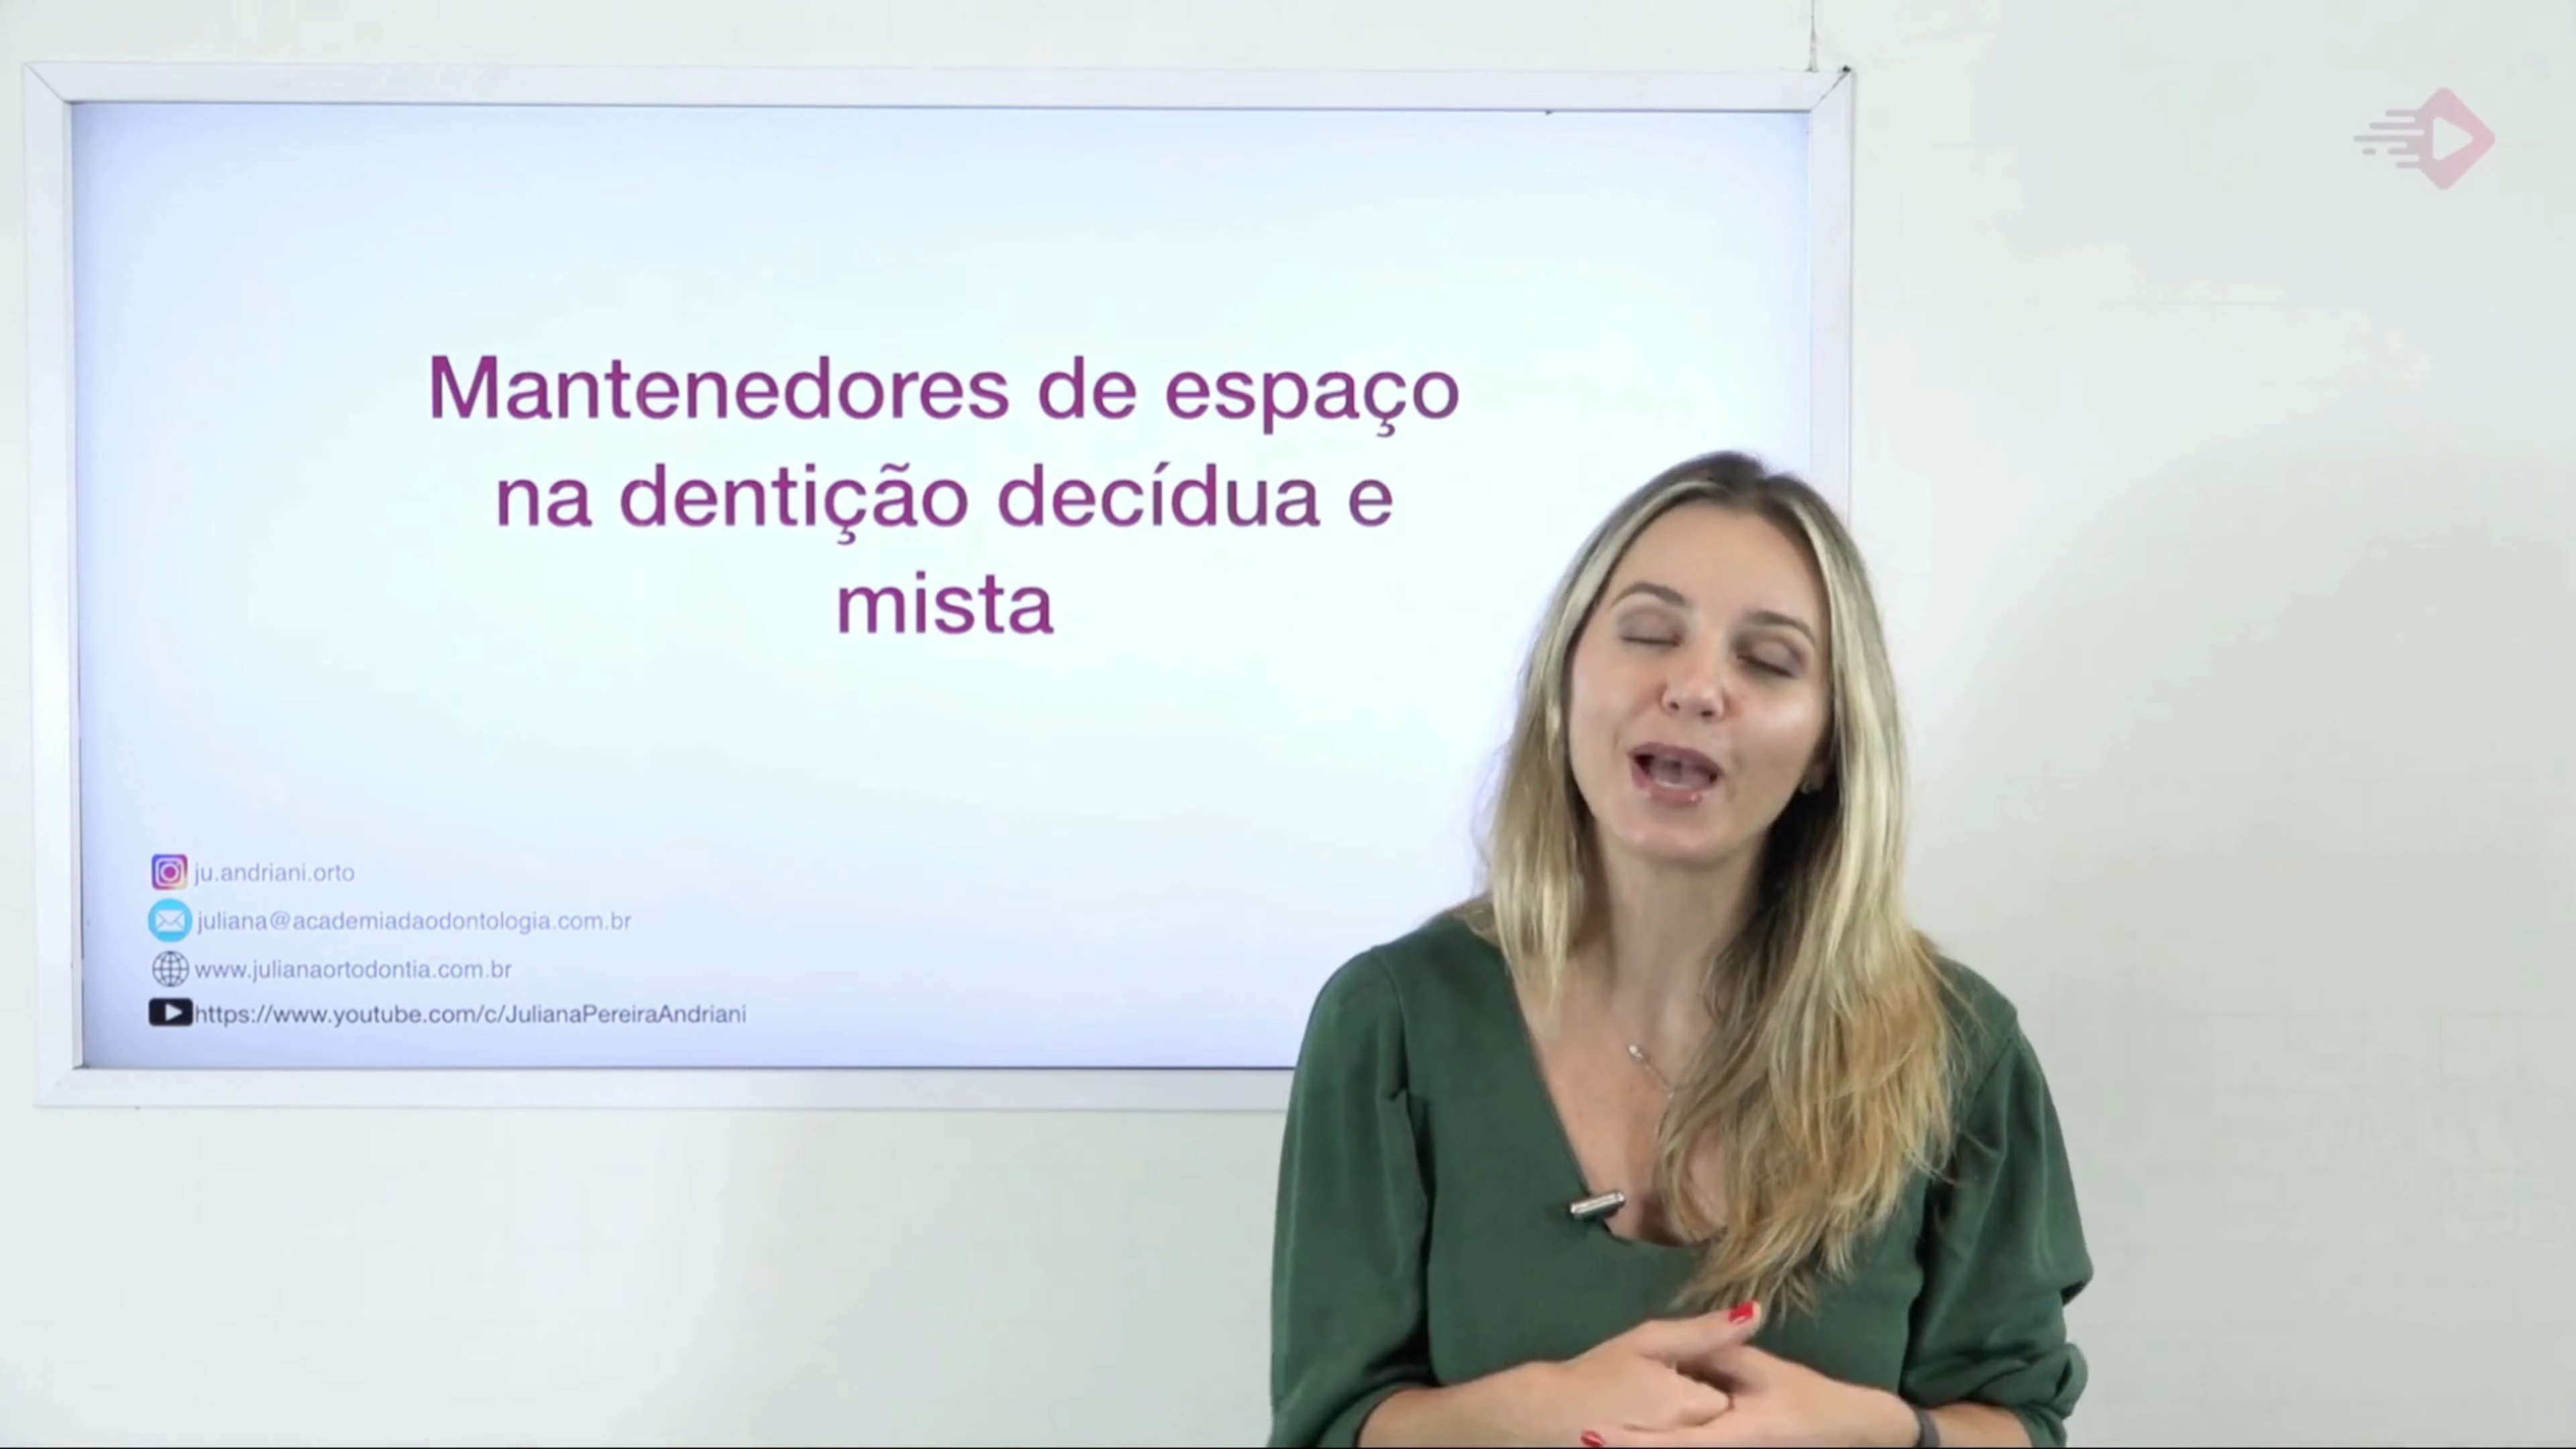 Mantenedores de espaço
na dentição decídua e
mista
ju.andriani.orto
juliana@academiadaodontologia.com.br
www.julianaortodontia.com.br
https://www.youtube.com/c/JulianaPereiraAndriani